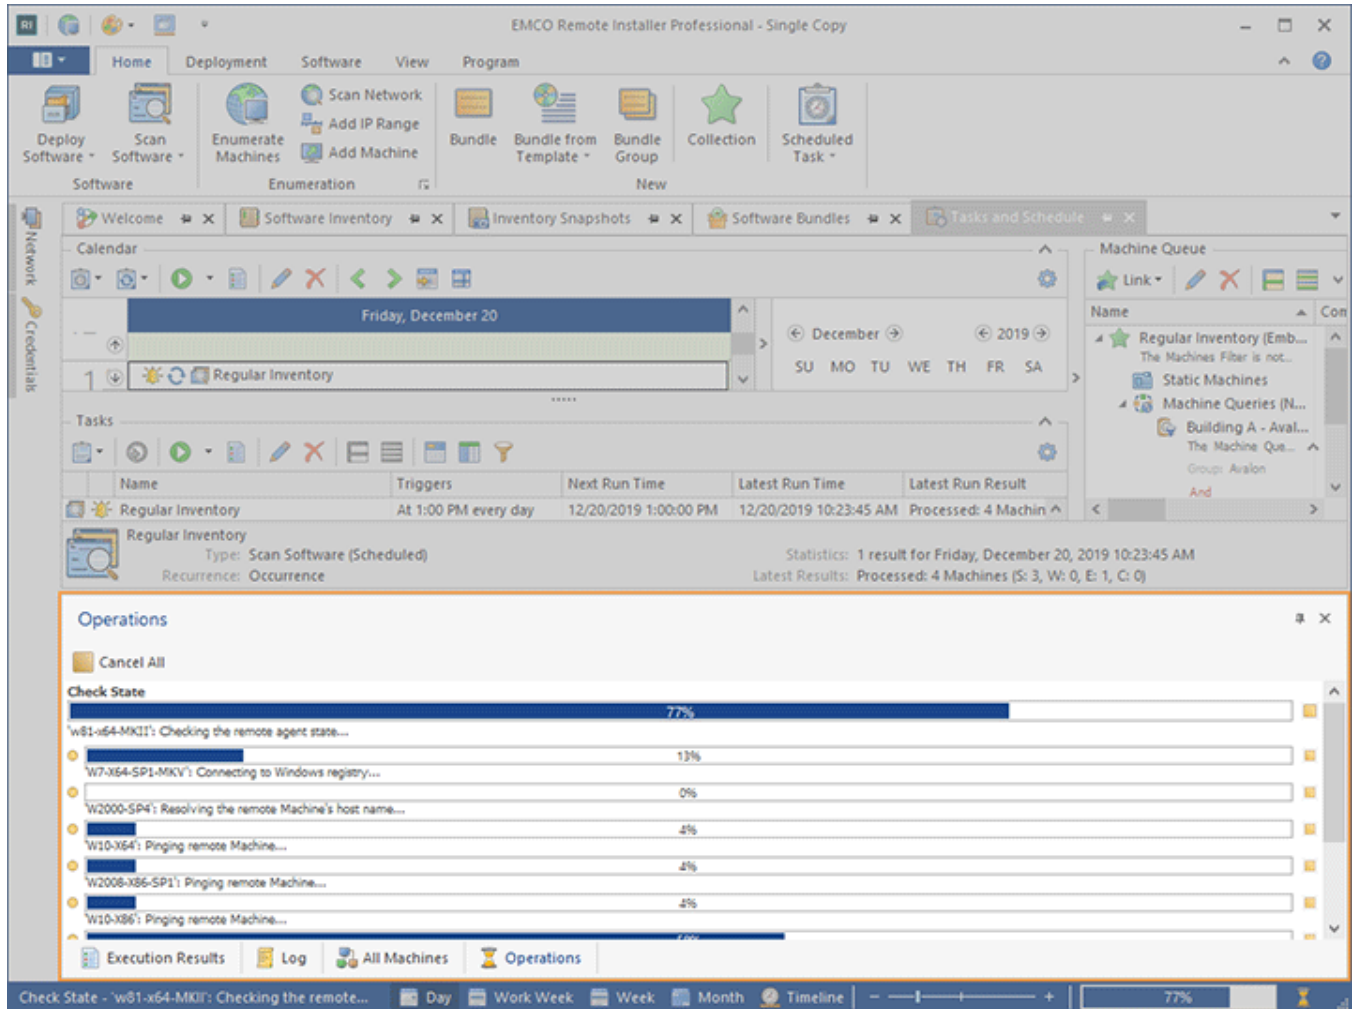 RI
EMCO Remote Installer Professional - Single Copy
Home Deployment Software View Program
Deploy Software
Scan Software
Software
Enumerate Machines
Scan Network
Add IP Range
Add Machine
Enumeration
Bundle
Bundle from Template
Bundle Group
Collection
Scheduled Task
New
Network
Credentials
Welcome Software Inventory Inventory Snapshots Software Bundles Tasks and Schedule
Calendar
Friday, December 20
1 Regular Inventory
December 2019
SU MO TU WE TH FR SA
Machine Queue
Link
Name Con
Regular Inventory (Emb...
The Machines Filter is not...
Static Machines
Machine Queries (N...
Building A - Aval...
The Machine Que...
Group: Avalon
And
Tasks
Name Triggers Next Run Time Latest Run Time Latest Run Result
Regular Inventory At 1:00 PM every day 12/20/2019 1:00:00 PM 12/20/2019 10:23:45 AM Processed: 4 Machin
Regular Inventory
Type: Scan Software (Scheduled)
Recurrence: Occurrence
Statistics: 1 result for Friday, December 20, 2019 10:23:45 AM
Latest Results: Processed: 4 Machines (S: 3, W: 0, E: 1, C: 0)
Operations
Cancel All
Check State
77%
'w81-x64-MKII': Checking the remote agent state...
13%
'W7-X64-SP1-MKV': Connecting to Windows registry...
0%
'W2000-SP4': Resolving the remote Machine's host name...
4%
'W10-X64': Pinging remote Machine...
4%
'W2008-X86-SP1': Pinging remote Machine...
4%
'W10-X86': Pinging remote Machine...
Execution Results Log All Machines Operations
Check State - 'w81-x64-MKII': Checking the remote... Day Work Week Week Month Timeline 77%